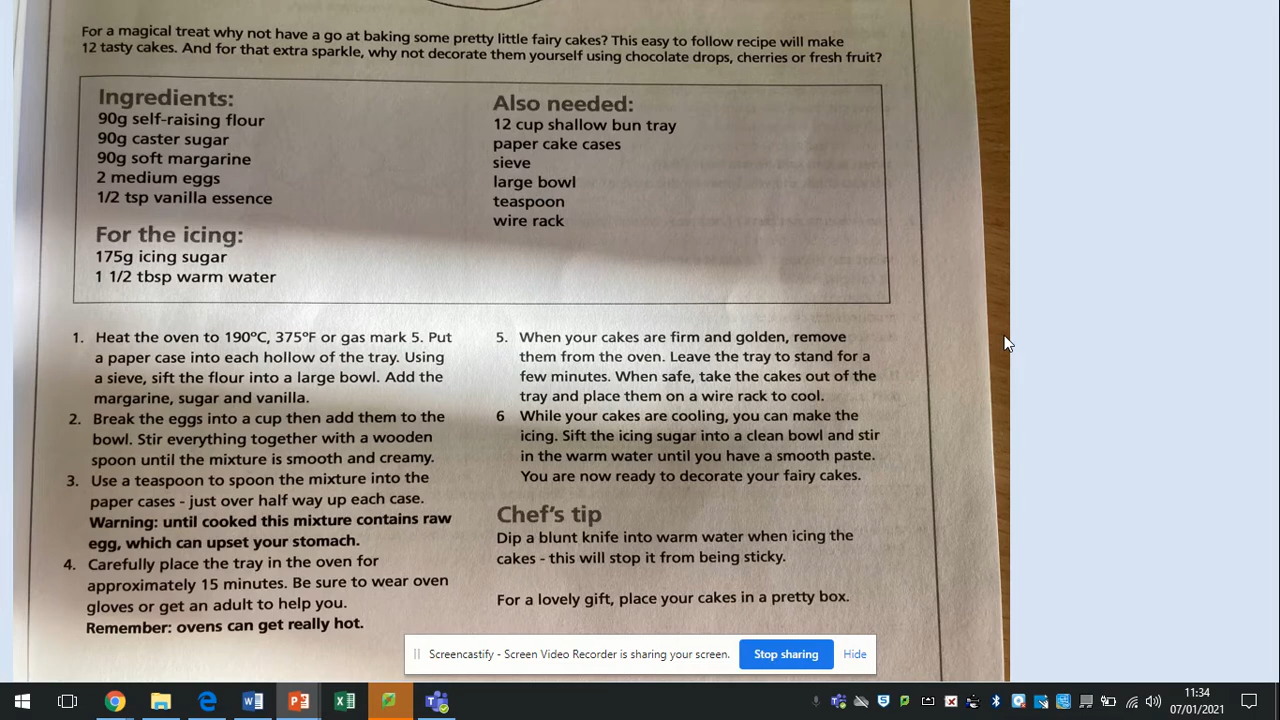 For a magical treat why not have a go at baking some pretty little fairy cakes? This easy to follow recipe will make
12 tasty cakes. And for that extra sparkle, why not decorate them yourself using chocolate drops, cherries or fresh fruit?
Ingredients:
90g self-raising flour
90g caster sugar
90g soft margarine
2 medium eggs
1/2 tsp vanilla essence
For the icing:
175g icing sugar
1 1/2 tbsp warm water
Also needed:
12 cup shallow bun tray
paper cake cases
sieve
large bowl
teaspoon
wire rack
1. Heat the oven to 190ºC, 375ºF or gas mark 5. Put
a paper case into each hollow of the tray. Using
a sieve, sift the flour into a large bowl. Add the
margarine, sugar and vanilla.
2. Break the eggs into a cup then add them to the
bowl. Stir everything together with a wooden
spoon until the mixture is smooth and creamy.
3. Use a teaspoon to spoon the mixture into the
paper cases - just over half way up each case.
Warning: until cooked this mixture contains raw
egg, which can upset your stomach.
4. Carefully place the tray in the oven for
approximately 15 minutes. Be sure to wear oven
gloves or get an adult to help you.
Remember: ovens can get really hot.
5. When your cakes are firm and golden, remove
them from the oven. Leave the tray to stand for a
few minutes. When safe, take the cakes out of the
tray and place them on a wire rack to cool.
6 While your cakes are cooling, you can make the
icing. Sift the icing sugar into a clean bowl and stir
in the warm water until you have a smooth paste.
You are now ready to decorate your fairy cakes.
Chef's tip
Dip a blunt knife into warm water when icing the
cakes - this will stop it from being sticky.
For a lovely gift, place your cakes in a pretty box.
Screencastify - Screen Video Recorder is sharing your screen.
Stop sharing
Hide
11:34
07/01/2021